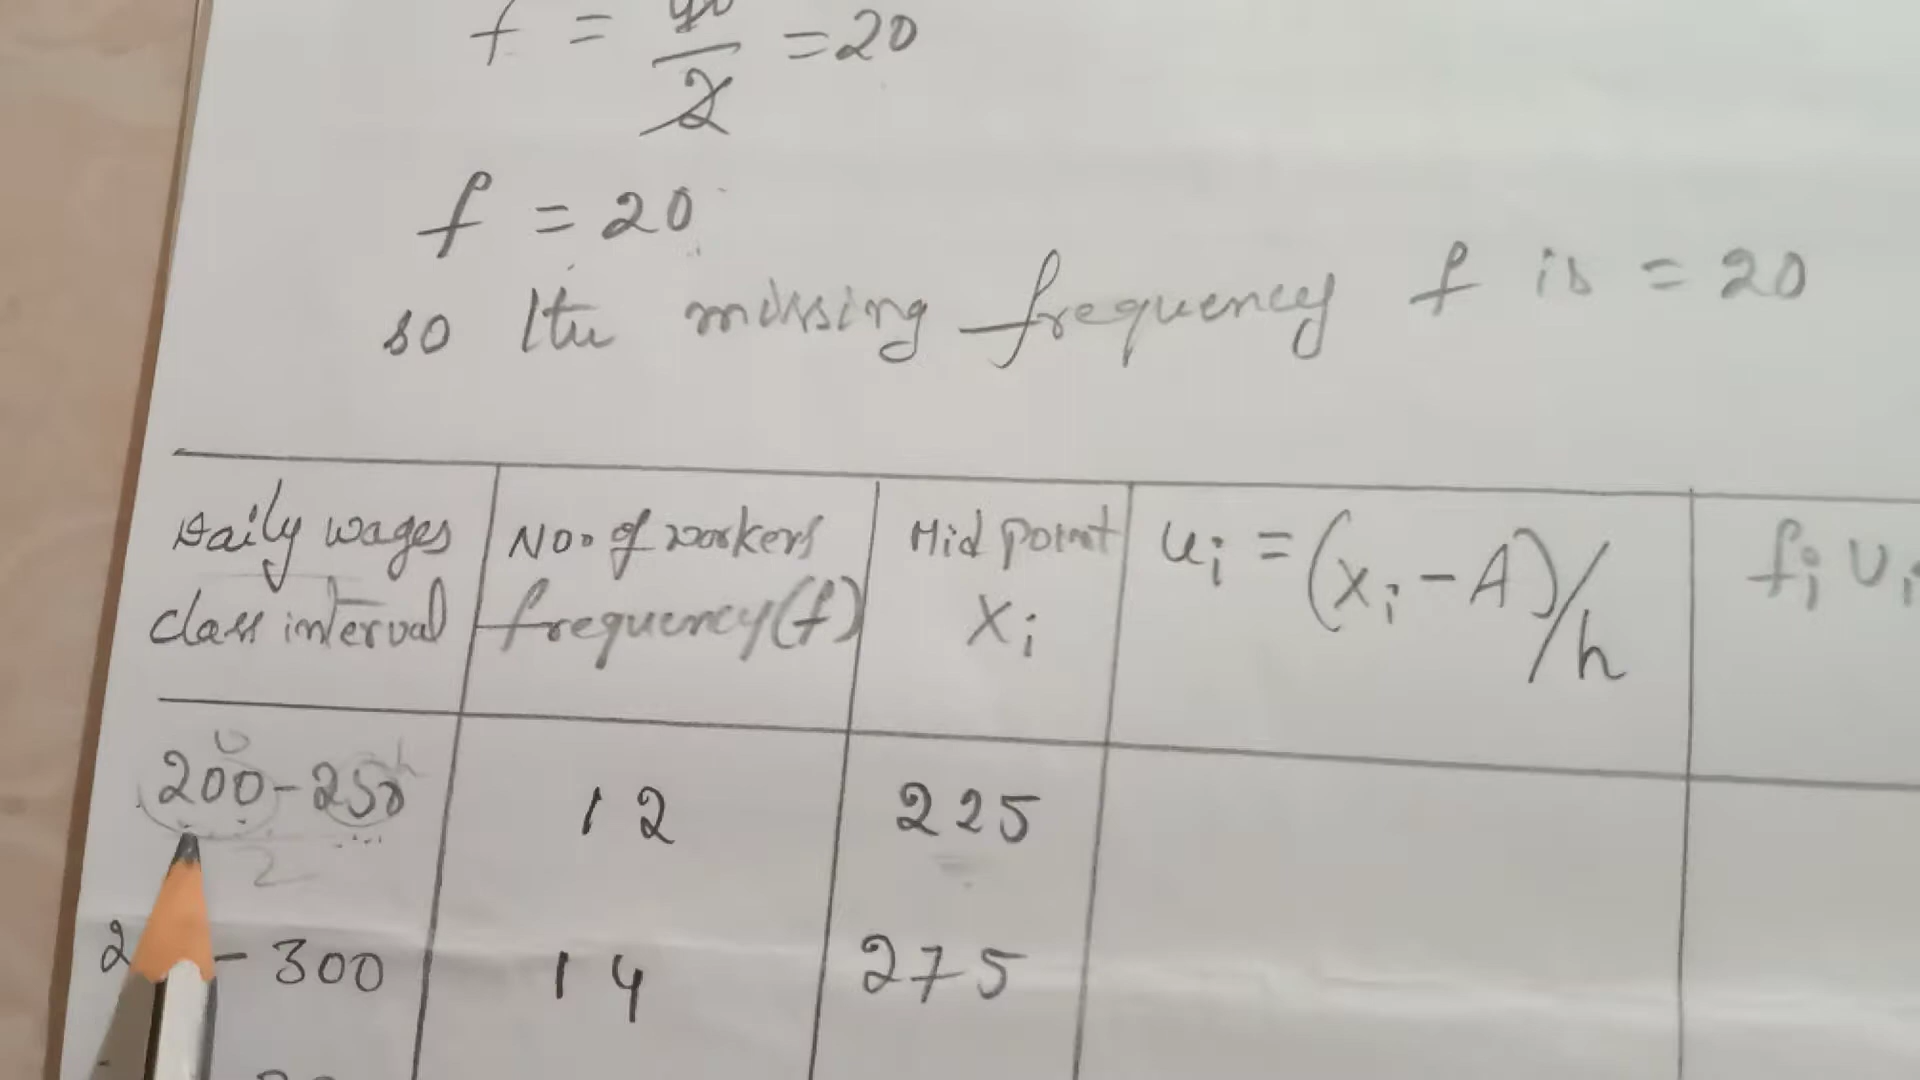 f = 40/2 = 20
f = 20
so the missing frequency f is = 20
Daily wages class interval | No. of workers frequency (f) | Mid point xi | ui = (xi - A)/h | fi ui
200 - 250 | 12 | 225
2 - 300 | 14 | 275